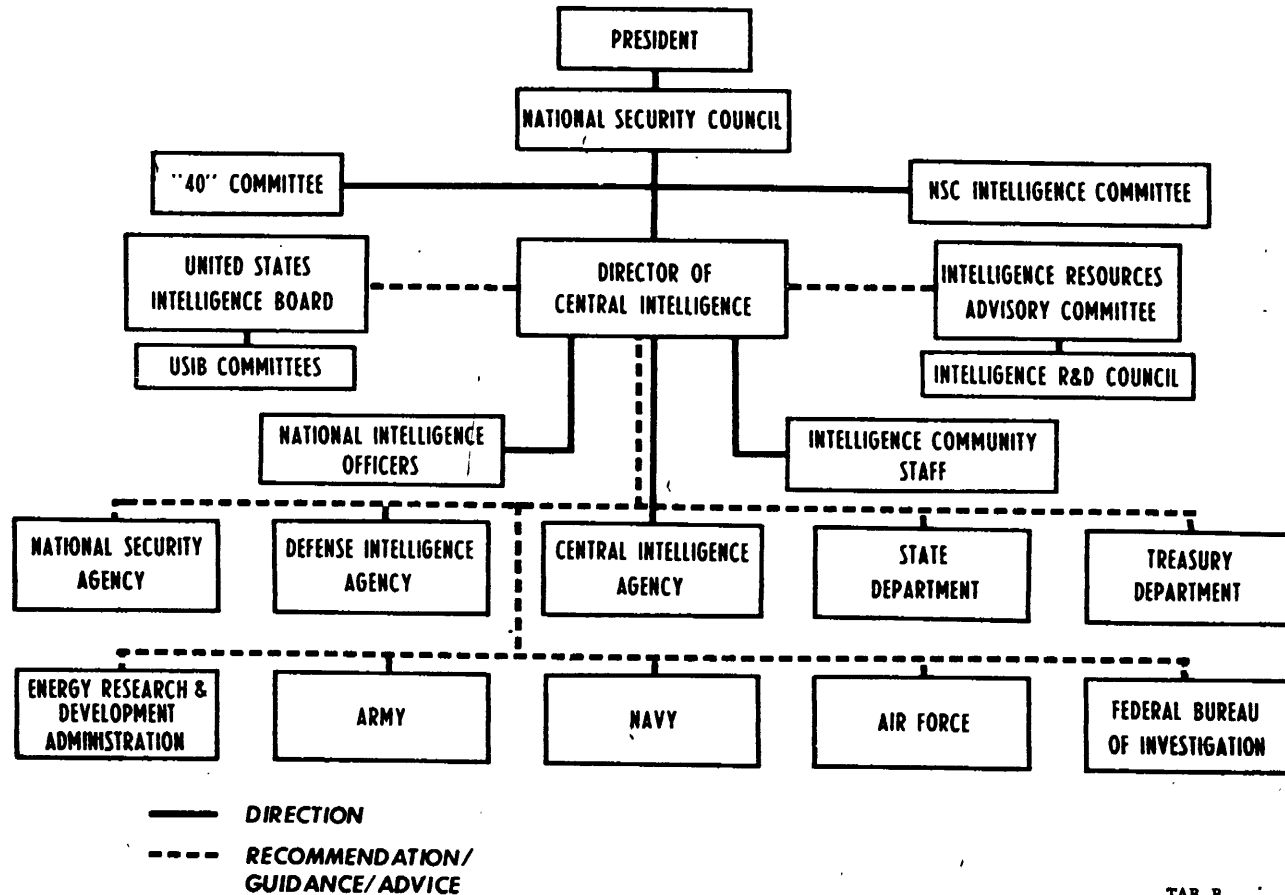 PRESIDENT
NATIONAL SECURITY COUNCIL
"40" COMMITTEE
NSC INTELLIGENCE COMMITTEE
UNITED STATES
INTELLIGENCE BOARD
DIRECTOR OF
CENTRAL INTELLIGENCE
INTELLIGENCE RESOURCES
ADVISORY COMMITTEE
USIB COMMITTEES
INTELLIGENCE R&D COUNCIL
NATIONAL INTELLIGENCE
OFFICERS
INTELLIGENCE COMMUNITY
STAFF
NATIONAL SECURITY
AGENCY
DEFENSE INTELLIGENCE
AGENCY
CENTRAL INTELLIGENCE
AGENCY
STATE
DEPARTMENT
TREASURY
DEPARTMENT
ENERGY RESEARCH &
DEVELOPMENT
ADMINISTRATION
ARMY
NAVY
AIR FORCE
FEDERAL BUREAU
OF INVESTIGATION
DIRECTION
RECOMMENDATION/
GUIDANCE/ADVICE
TAB B